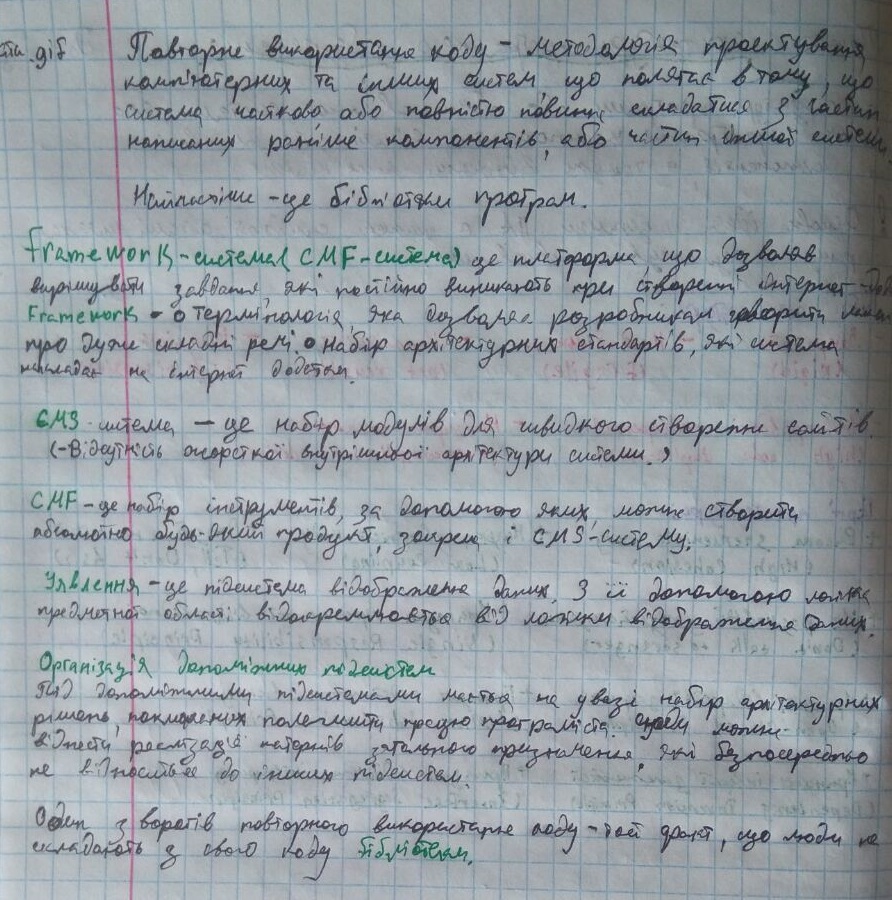 Повторне використання коду - методологія проектування
комп'ютерних та інших систем, що полягає в тому, що
система частково або повністю повинна складатися з частин
написаних раніше компонентів, або частин іншої системи
Найчастіше - це бібліотеки програм.
Framework - система (CMF-система) це платформа, що дозволяє
вирішувати завдання, які постійно виникають при створенні інтернет-
Framework - термінологія, яка дозволяє розробникам говорити
про дуже складні речі набір архітектурних стандартів, які система
накладає на інтернет додаток.
CMS система — це набір модулів для швидкого створення сайтів.
(-Відсутність жорсткої внутрішньої архітектури системи.)
CMF - це набір інструментів, за допомогою яких, можна створити
абсолютно будь-який продукт, зокрема і CMS-систему.
Уявлення - це підсистема відображення даних. З її допомогою логіка
предметної області відокремлюється від логіки відображення даних.
Організація допоміжних підсистем
Під допоміжними підсистемами мається на увазі набір архітектурних
рішень, покликаних полегшити працю програміста. можна
віднести реалізація патернів загального призначення, які безпосередньо
не відносяться до інших підсистем.
Один з ворогів повторного використання коду - той факт, що люди не
складають з свого коду бібліотеки.